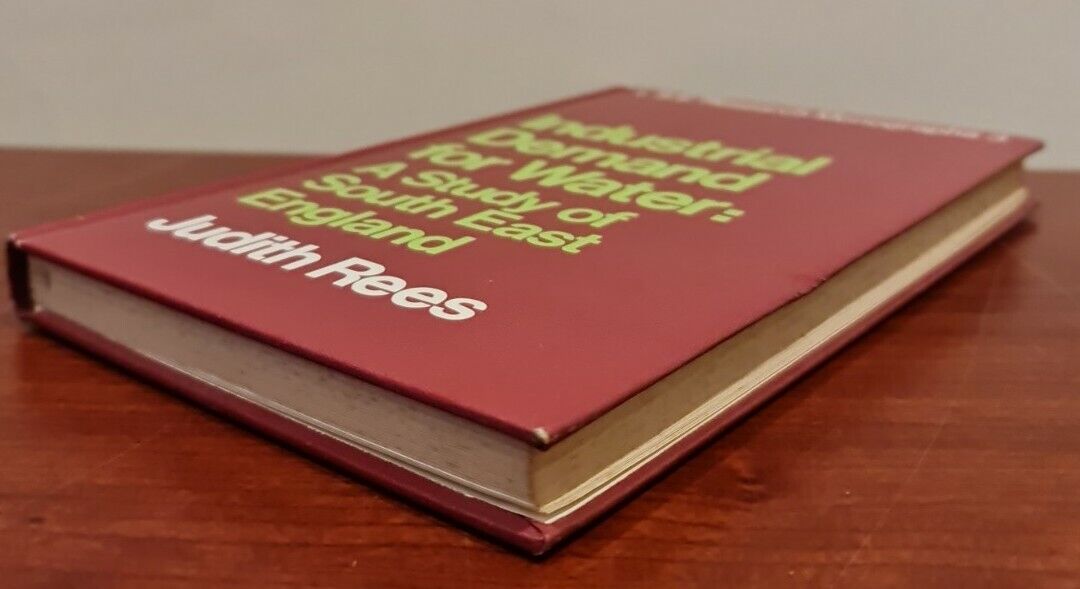 Industrial
Demand
for Water:
A Study of
South East
England
Judith Rees